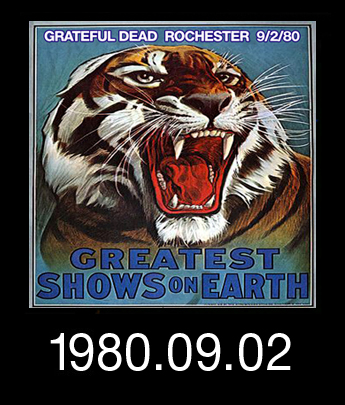 GRATEFUL DEAD ROCHESTER 9/2/80
GREATEST
SHOWS ON EARTH
1980.09.02